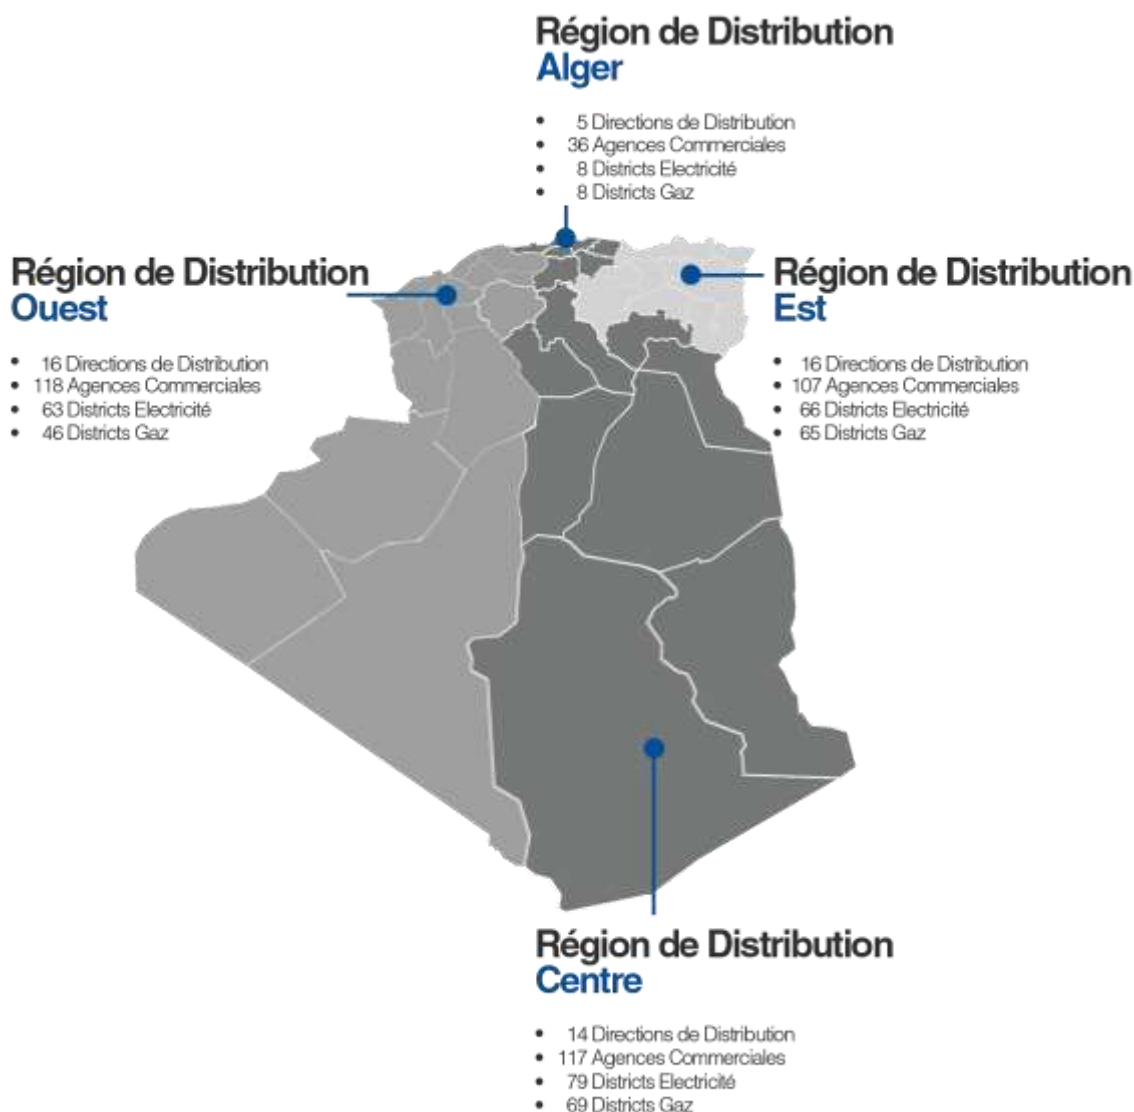 Région de Distribution
Alger
• 5 Directions de Distribution
• 36 Agences Commerciales
• 8 Districts Electricité
• 8 Districts Gaz
Région de Distribution
Ouest
• 16 Directions de Distribution
• 118 Agences Commerciales
• 63 Districts Electricité
• 46 Districts Gaz
Région de Distribution
Est
• 16 Directions de Distribution
• 107 Agences Commerciales
• 66 Districts Electricité
• 65 Districts Gaz
Région de Distribution
Centre
• 14 Directions de Distribution
• 117 Agences Commerciales
• 79 Districts Electricité
• 69 Districts Gaz